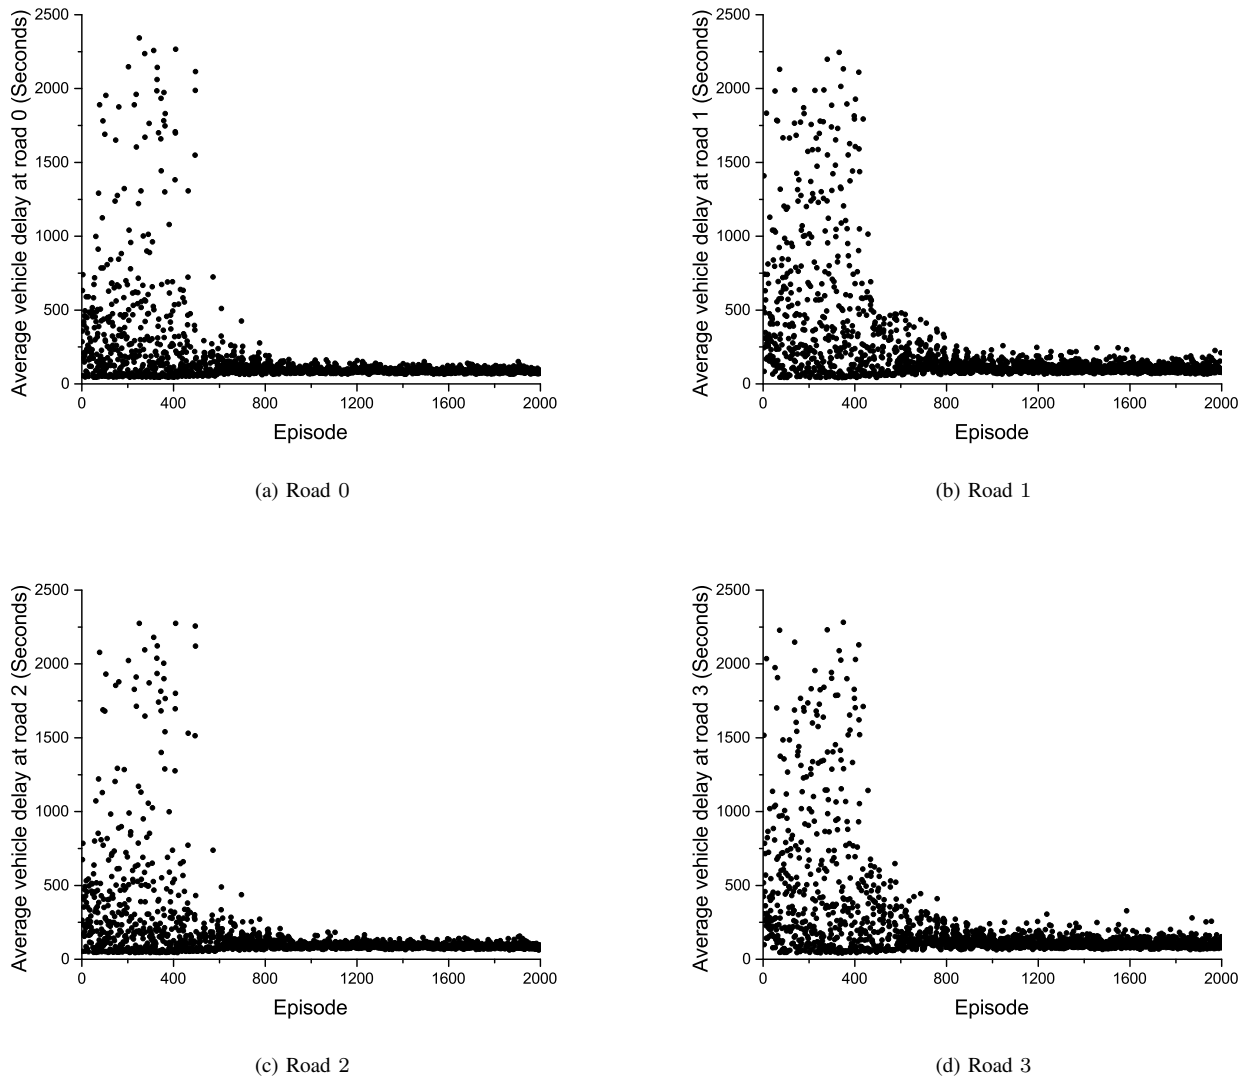 2500
2000
1500
1000
500
0
0 400 800 1200 1600 2000
Average vehicle delay at road 0 (Seconds)
Episode
(a) Road 0
2500
2000
1500
1000
500
0
0 400 800 1200 1600 2000
Average vehicle delay at road 1 (Seconds)
Episode
(b) Road 1
2500
2000
1500
1000
500
0
0 400 800 1200 1600 2000
Average vehicle delay at road 2 (Seconds)
Episode
(c) Road 2
2500
2000
1500
1000
500
0
0 400 800 1200 1600 2000
Average vehicle delay at road 3 (Seconds)
Episode
(d) Road 3